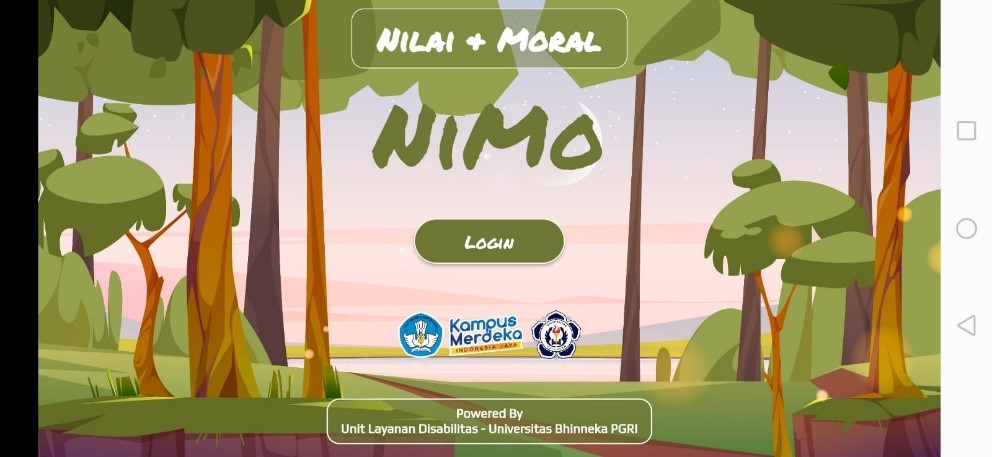 Nilai + Moral
NiMo
Login
Kampus
Merdeka
INDONESIA JAYA
Powered By
Unit Layanan Disabilitas - Universitas Bhinneka PGRI